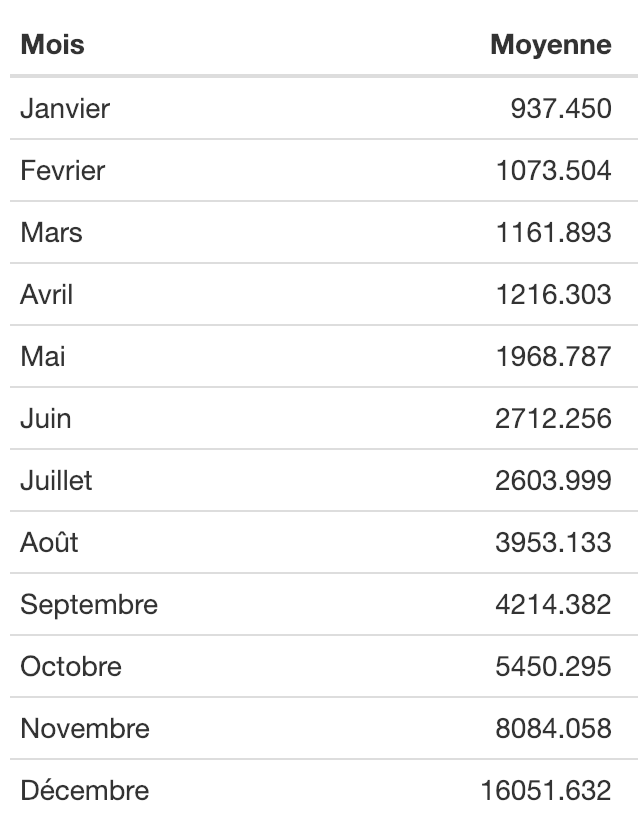 Mois Moyenne
Janvier 937.450
Fevrier 1073.504
Mars 1161.893
Avril 1216.303
Mai 1968.787
Juin 2712.256
Juillet 2603.999
Août 3953.133
Septembre 4214.382
Octobre 5450.295
Novembre 8084.058
Décembre 16051.632